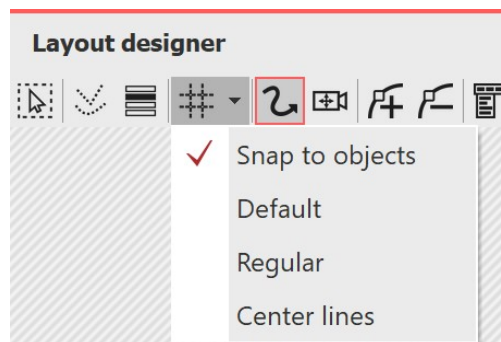 Layout designer
Snap to objects
Default
Regular
Center lines